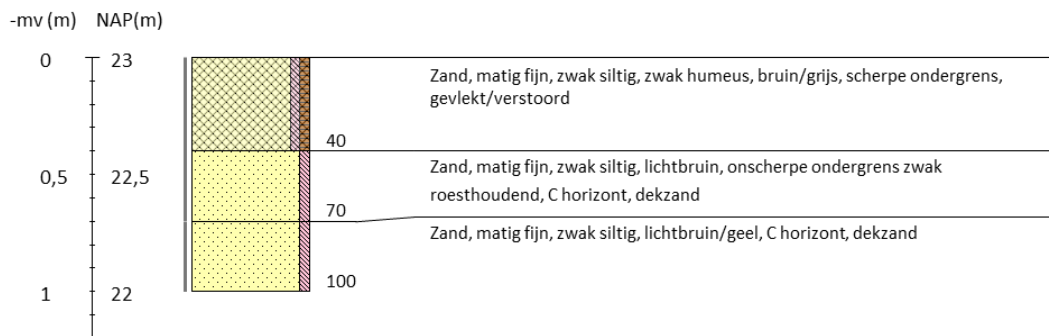 -mv (m) NAP(m)
0 23
Zand, matig fijn, zwak siltig, zwak humeus, bruin/grijs, scherpe ondergrens,
gevlekt/verstoord
40
0,5 22,5
Zand, matig fijn, zwak siltig, lichtbruin, onscherpe ondergrens zwak
roesthoudend, C horizont, dekzand
70
Zand, matig fijn, zwak siltig, lichtbruin/geel, C horizont, dekzand
100
1 22